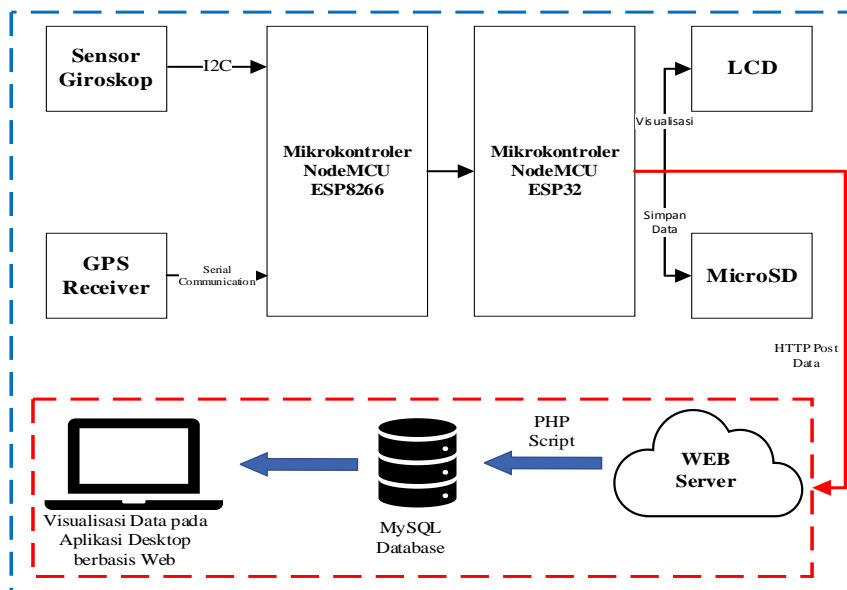 Sensor
Giroskop
I2C
Mikrokontroler
NodeMCU
ESP8266
Mikrokontroler
NodeMCU
ESP32
LCD
Visualisasi
Simpan
Data
GPS
Receiver
Serial
Communication
MicroSD
HTTP Post
Data
PHP
Script
WEB
Server
MySQL
Database
Visualisasi Data pada
Aplikasi Desktop
berbasis Web